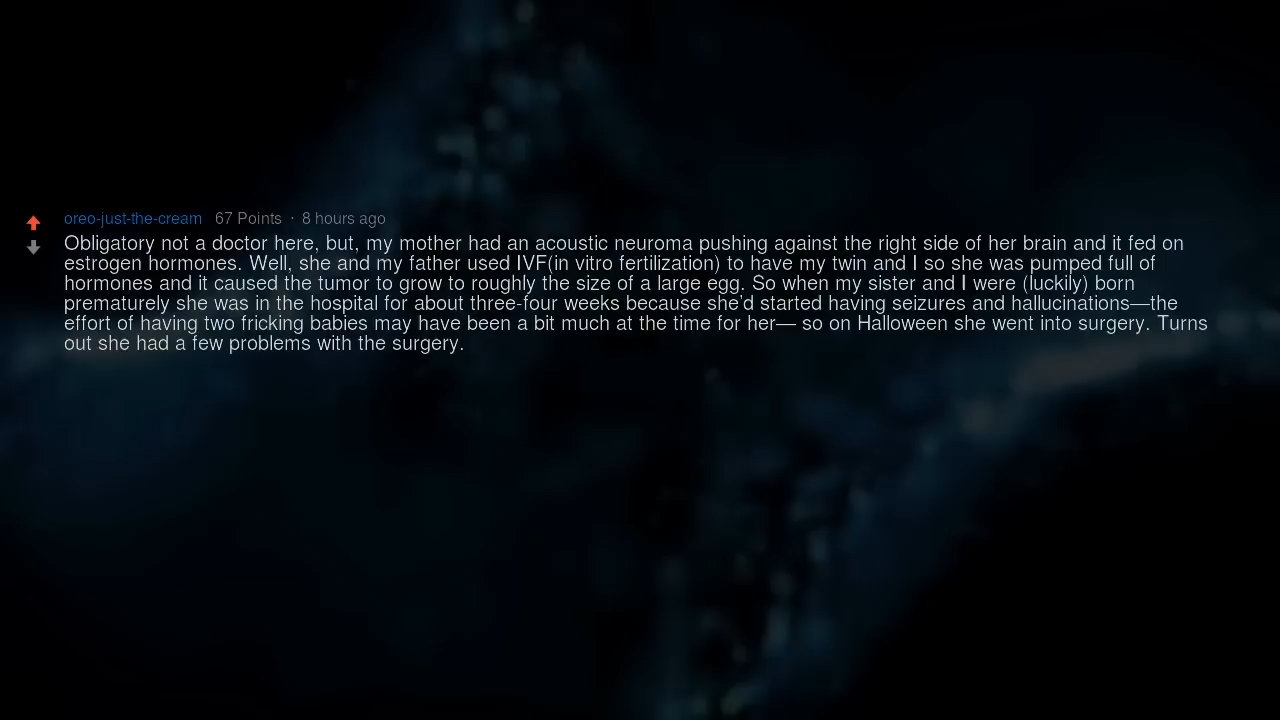 oreo-just-the-cream 67 Points · 8 hours ago
Obligatory not a doctor here, but, my mother had an acoustic neuroma pushing against the right side of her brain and it fed on
estrogen hormones. Well, she and my father used IVF(in vitro fertilization) to have my twin and I so she was pumped full of
hormones and it caused the tumor to grow to roughly the size of a large egg. So when my sister and I were (luckily) born
prematurely she was in the hospital for about three-four weeks because she'd started having seizures and hallucinations—the
effort of having two fricking babies may have been a bit much at the time for her— so on Halloween she went into surgery. Turns
out she had a few problems with the surgery.